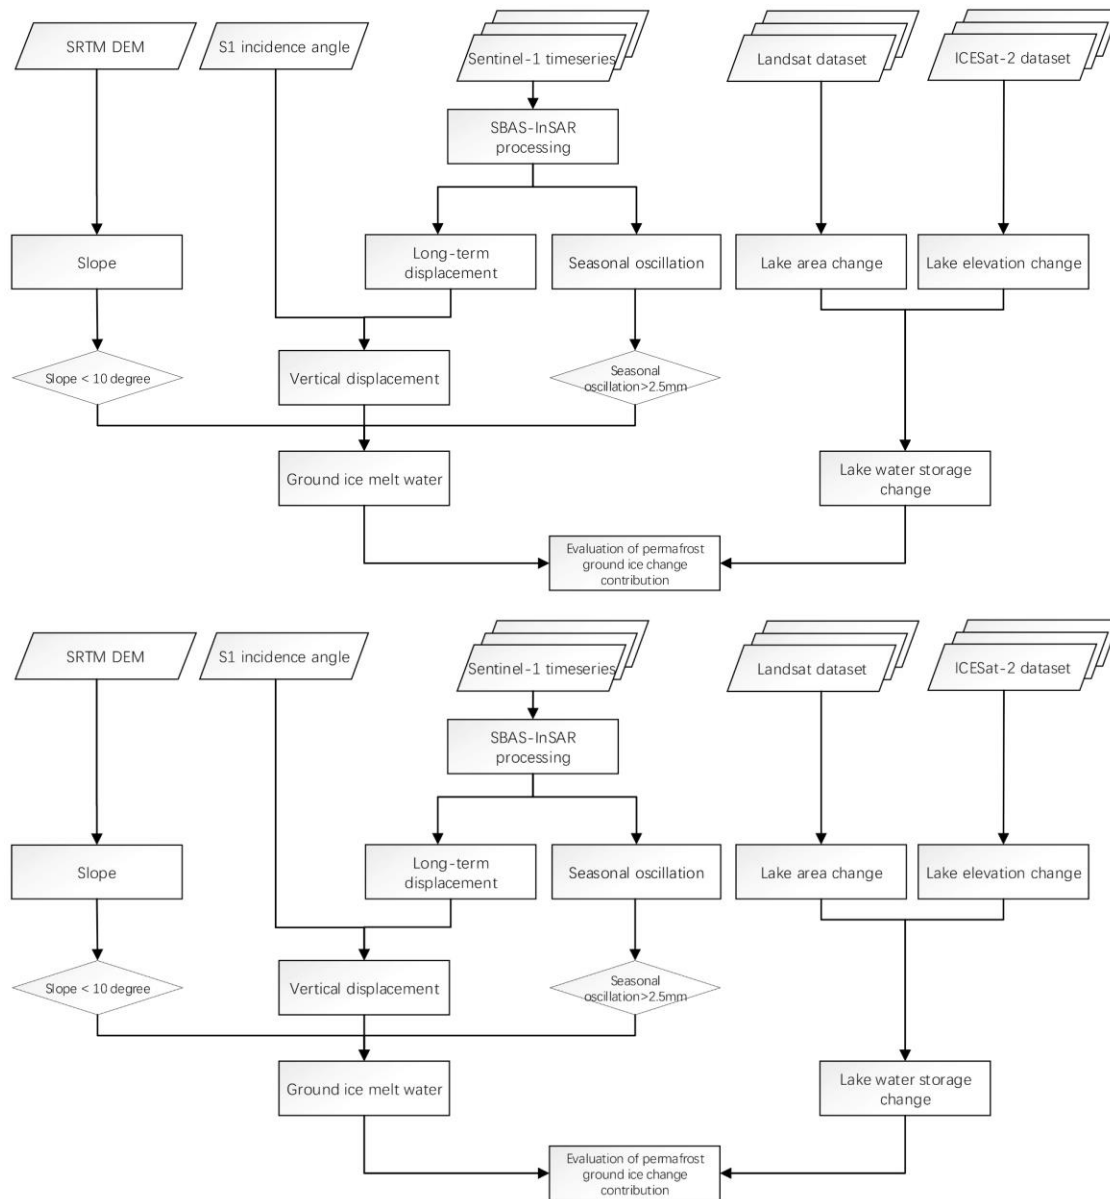 SRTM DEM
S1 incidence angle
Sentinel-1 timeseries
Landsat dataset
ICESat-2 dataset
SBAS-InSAR
processing
Slope
Long-term
displacement
Seasonal oscillation
Lake area change
Lake elevation change
Slope < 10 degree
Vertical displacement
Seasonal
oscillation>2.5mm
Ground ice melt water
Lake water storage
change
Evaluation of permafrost
ground ice change
contribution
SRTM DEM
S1 incidence angle
Sentinel-1 timeseries
Landsat dataset
ICESat-2 dataset
SBAS-InSAR
processing
Slope
Long-term
displacement
Seasonal oscillation
Lake area change
Lake elevation change
Slope < 10 degree
Vertical displacement
Seasonal
oscillation>2.5mm
Ground ice melt water
Lake water storage
change
Evaluation of permafrost
ground ice change
contribution